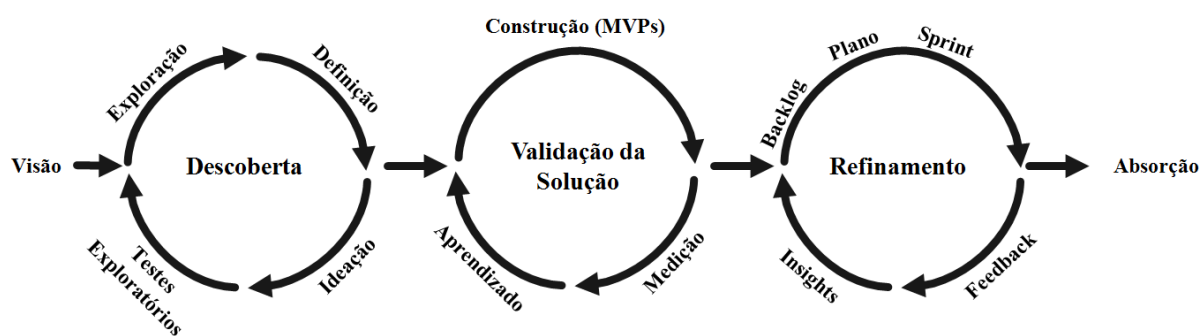 Visão
Exploração
Definição
Descoberta
Ideação
Testes
Exploratórios
Construção (MVPs)
Validação da
Solução
Medição
Aprendizado
Backlog
Plano
Sprint
Refinamento
Feedback
Insights
Absorção